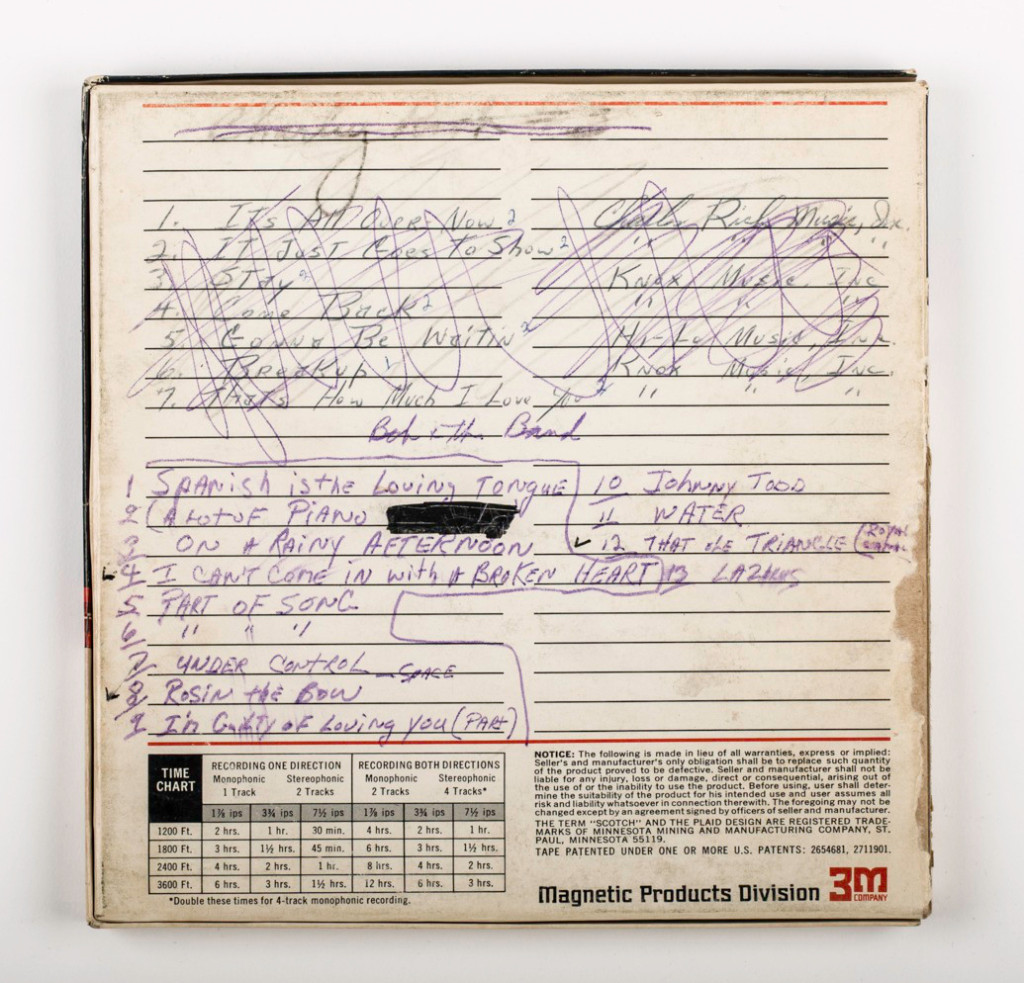 1. It's All Over Now 2 Charlie Rich Music, Inc.
2. IT Just Goes To Show 2 " " " "
3. Stay 2 Knox Music, Inc
4. Come Back 2 " " "
5. Gonna Be Waitin' 2 Hi-Lo Music, Inc.
6. Breakup 1 Knox Music, Inc.
7. That's How Much I Love You 2 " " "
Bob + the Band
1 Spanish is the Loving Tongue
2 (A LOT OF PIANO
3 ON A RAINY AFTERNOON
✓ 4 I CAN'T COME IN with A BROKEN HEART)
5 PART OF SONG
6 " " "
7 UNDER CONTROL - SPACE
✓ 8 Rosin the Bow
9 I'm Guilty of Loving you (PART)
10 Johnny TODD
11 WATER
✓ 12 THAT OLE TRIANGLE (ROYAL
13 LAZARUS
TIME CHART
RECORDING ONE DIRECTION RECORDING BOTH DIRECTIONS
Monophonic 1 Track Stereophonic 2 Tracks Monophonic 2 Tracks Stereophonic 4 Tracks*
1⅞ ips 3¾ ips 7½ ips 1⅞ ips 3¾ ips 7½ ips
1200 Ft. 2 hrs. 1 hr. 30 min. 4 hrs. 2 hrs. 1 hr.
1800 Ft. 3 hrs. 1½ hrs. 45 min. 6 hrs. 3 hrs. 1½ hrs.
2400 Ft. 4 hrs. 2 hrs. 1 hr. 8 hrs. 4 hrs. 2 hrs.
3600 Ft. 6 hrs. 3 hrs. 1½ hrs. 12 hrs. 6 hrs. 3 hrs.
*Double these times for 4-track monophonic recording.
NOTICE: The following is made in lieu of all warranties, express or implied:
Seller's and manufacturer's only obligation shall be to replace such quantity
of the product proved to be defective. Seller and manufacturer shall not be
liable for any injury, loss or damage, direct or consequential, arising out of
the use of or the inability to use the product. Before using, user shall deter-
mine the suitability of the product for his intended use and user assumes all
risk and liability whatsoever in connection therewith. The foregoing may not be
changed except by an agreement signed by officers of seller and manufacturer.
THE TERM "SCOTCH" AND THE PLAID DESIGN ARE REGISTERED TRADE-
MARKS OF MINNESOTA MINING AND MANUFACTURING COMPANY, ST.
PAUL, MINNESOTA 55119.
TAPE PATENTED UNDER ONE OR MORE U.S. PATENTS: 2654681, 2711901.
Magnetic Products Division 3M COMPANY